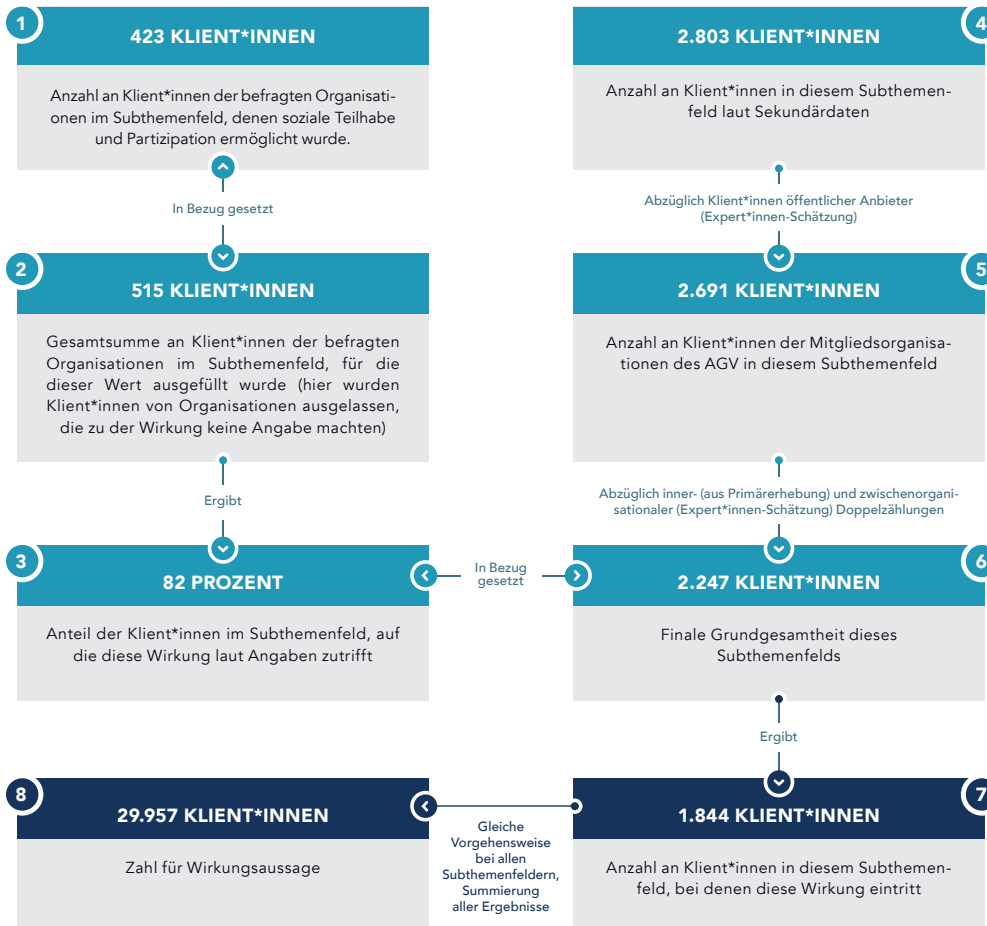 1
423 KLIENT*INNEN
Anzahl an Klient*innen der befragten Organisati-
onen im Subthemenfeld, denen soziale Teilhabe
und Partizipation ermöglicht wurde.
In Bezug gesetzt
2
515 KLIENT*INNEN
Gesamtsumme an Klient*innen der befragten
Organisationen im Subthemenfeld, für die
dieser Wert ausgefüllt wurde (hier wurden
Klient*innen von Organisationen ausgelassen,
die zu der Wirkung keine Angabe machten)
Ergibt
3
82 PROZENT
Anteil der Klient*innen im Subthemenfeld, auf
die diese Wirkung laut Angaben zutrifft
In Bezug
gesetzt
4
2.803 KLIENT*INNEN
Anzahl an Klient*innen in diesem Subthemen-
feld laut Sekundärdaten
Abzüglich Klient*innen öffentlicher Anbieter
(Expert*innen-Schätzung)
5
2.691 KLIENT*INNEN
Anzahl an Klient*innen der Mitgliedsorganisa-
tionen des AGV in diesem Subthemenfeld
Abzüglich inner- (aus Primärerhebung) und zwischenorgani-
sationaler (Expert*innen-Schätzung) Doppelzählungen
6
2.247 KLIENT*INNEN
Finale Grundgesamtheit dieses
Subthemenfelds
Ergibt
7
1.844 KLIENT*INNEN
Anzahl an Klient*innen in diesem Subthemen-
feld, bei denen diese Wirkung eintritt
Gleiche
Vorgehensweise
bei allen
Subthemenfeldern,
Summierung
aller Ergebnisse
8
29.957 KLIENT*INNEN
Zahl für Wirkungsaussage